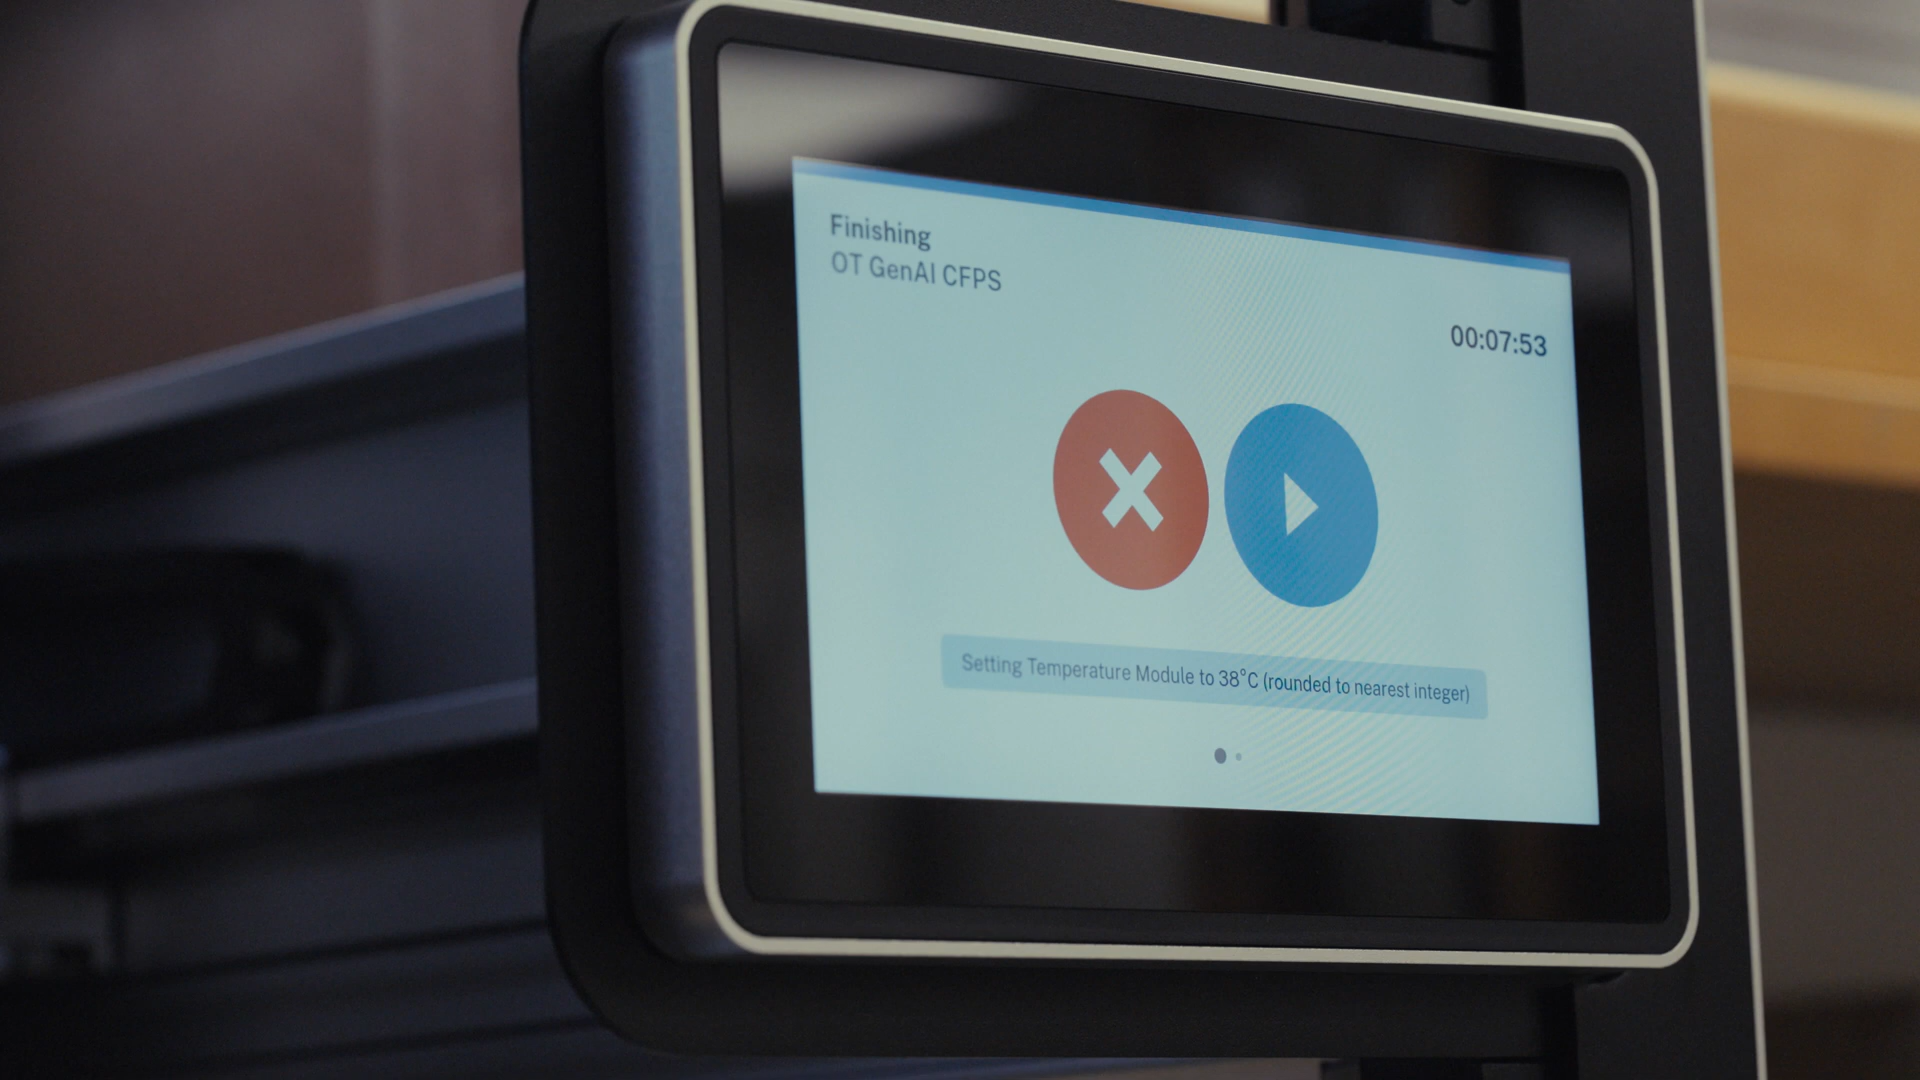 Finishing
OT GenAI CFPS
00:07:53
Setting Temperature Module to 38°C (rounded to nearest integer)